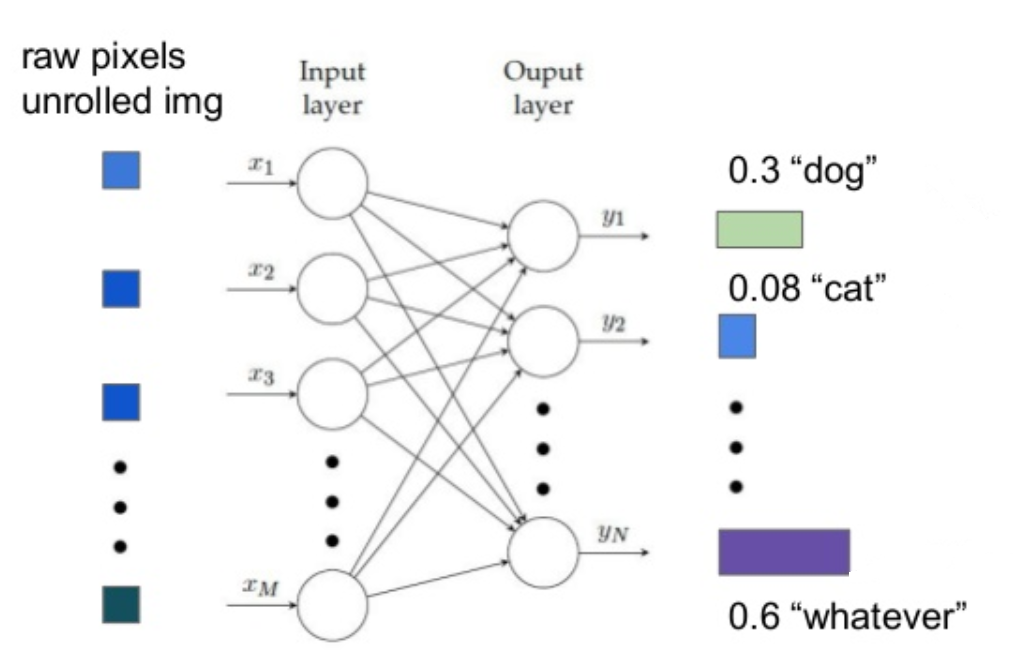 raw pixels
unrolled img
Input
layer
Ouput
layer
x1
x2
x3
xM
y1
y2
yN
0.3 “dog”
0.08 “cat”
0.6 “whatever”